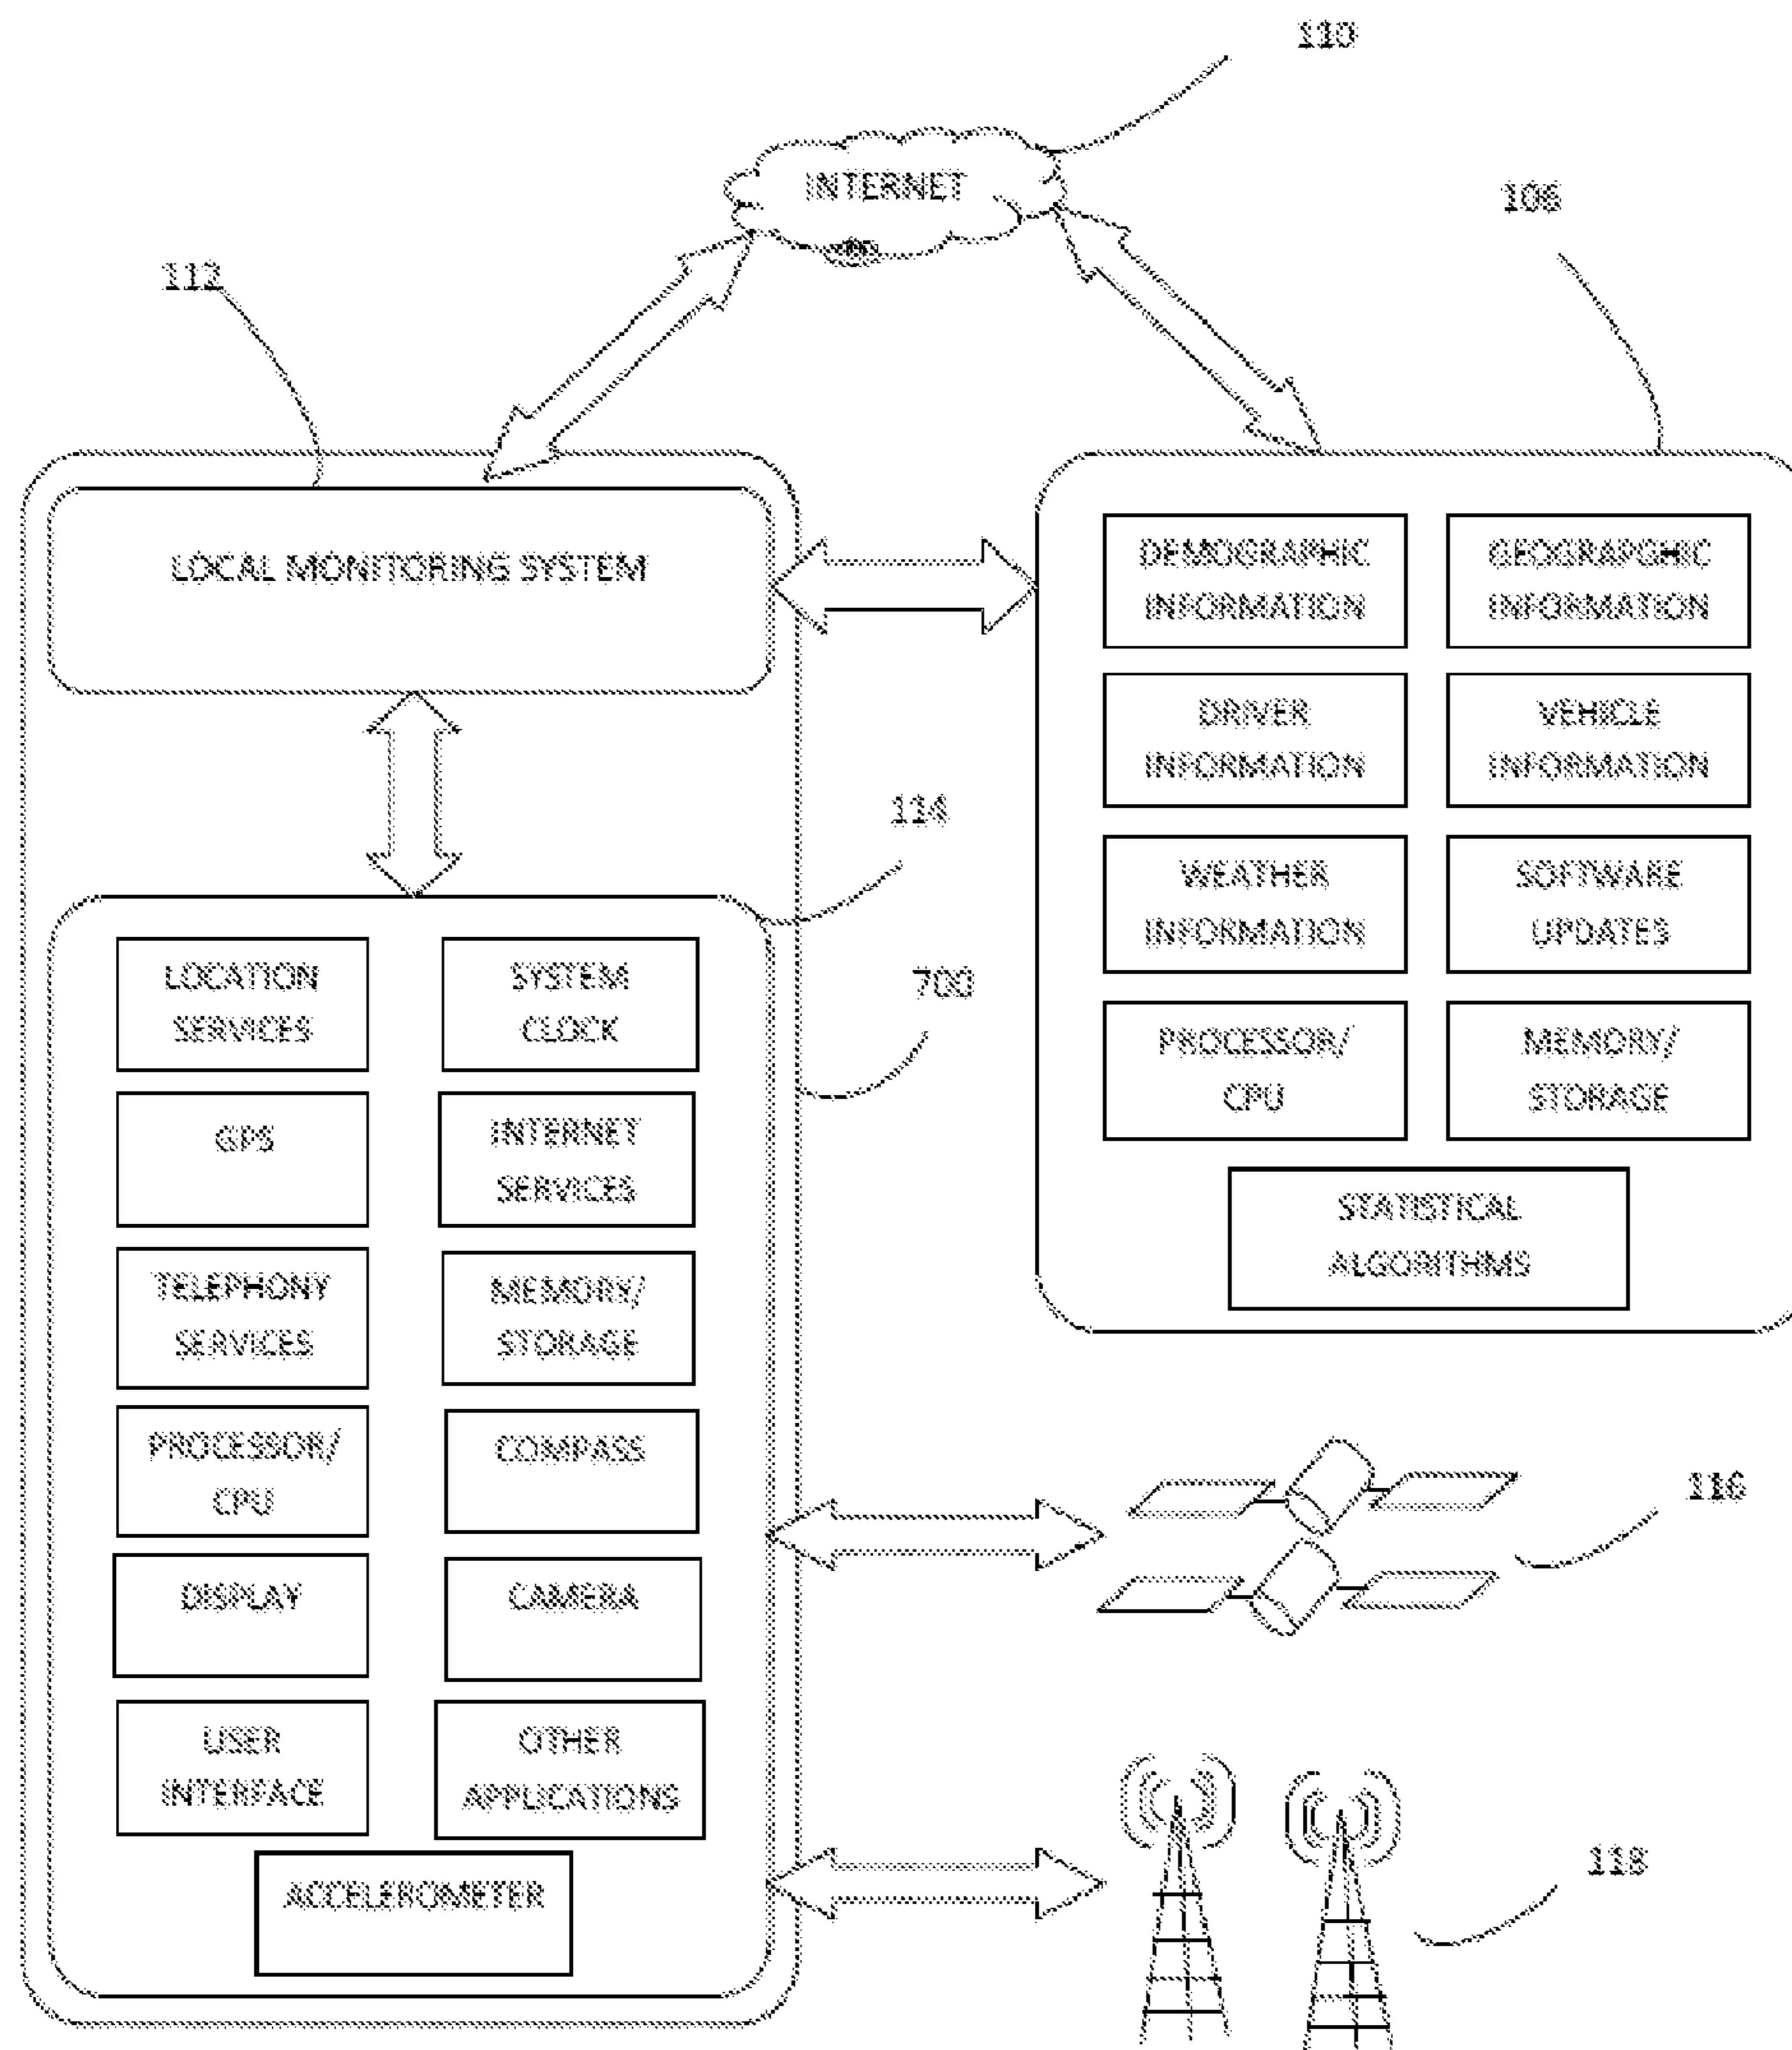 110
INTERNET
106
112
LOCAL MONITORING SYSTEM
DEMOGRAPHIC
INFORMATION
GEOGRAPGHIC
INFORMATION
DRIVER
INFORMATION
VEHICLE
INFORMATION
WEATHER
INFORMATION
SOFTWARE
UPDATES
PROCESSOR/
CPU
MEMORY/
STORAGE
STATISTICAL
ALGORITHMS
114
700
LOCATION
SERVICES
SYSTEM
CLOCK
GPS
INTERNET
SERVICES
TELEPHONY
SERVICES
MEMORY/
STORAGE
PROCESSOR/
CPU
COMPASS
DISPLAY
CAMERA
USER
INTERFACE
OTHER
APPLICATIONS
ACCELEROMETER
116
118